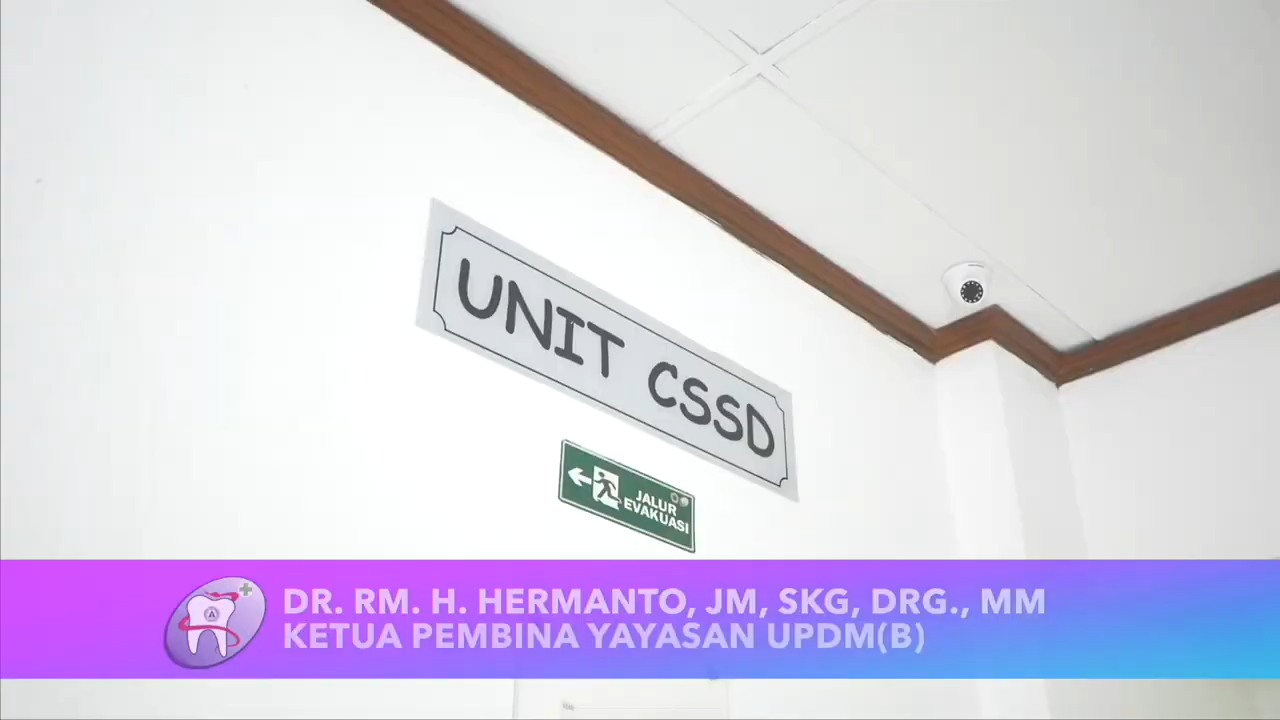 UNIT CSSD
JALUR
EVAKUASI
DR. RM. H. HERMANTO, JM, SKG, DRG., MM
KETUA PEMBINA YAYASAN UPDM(B)